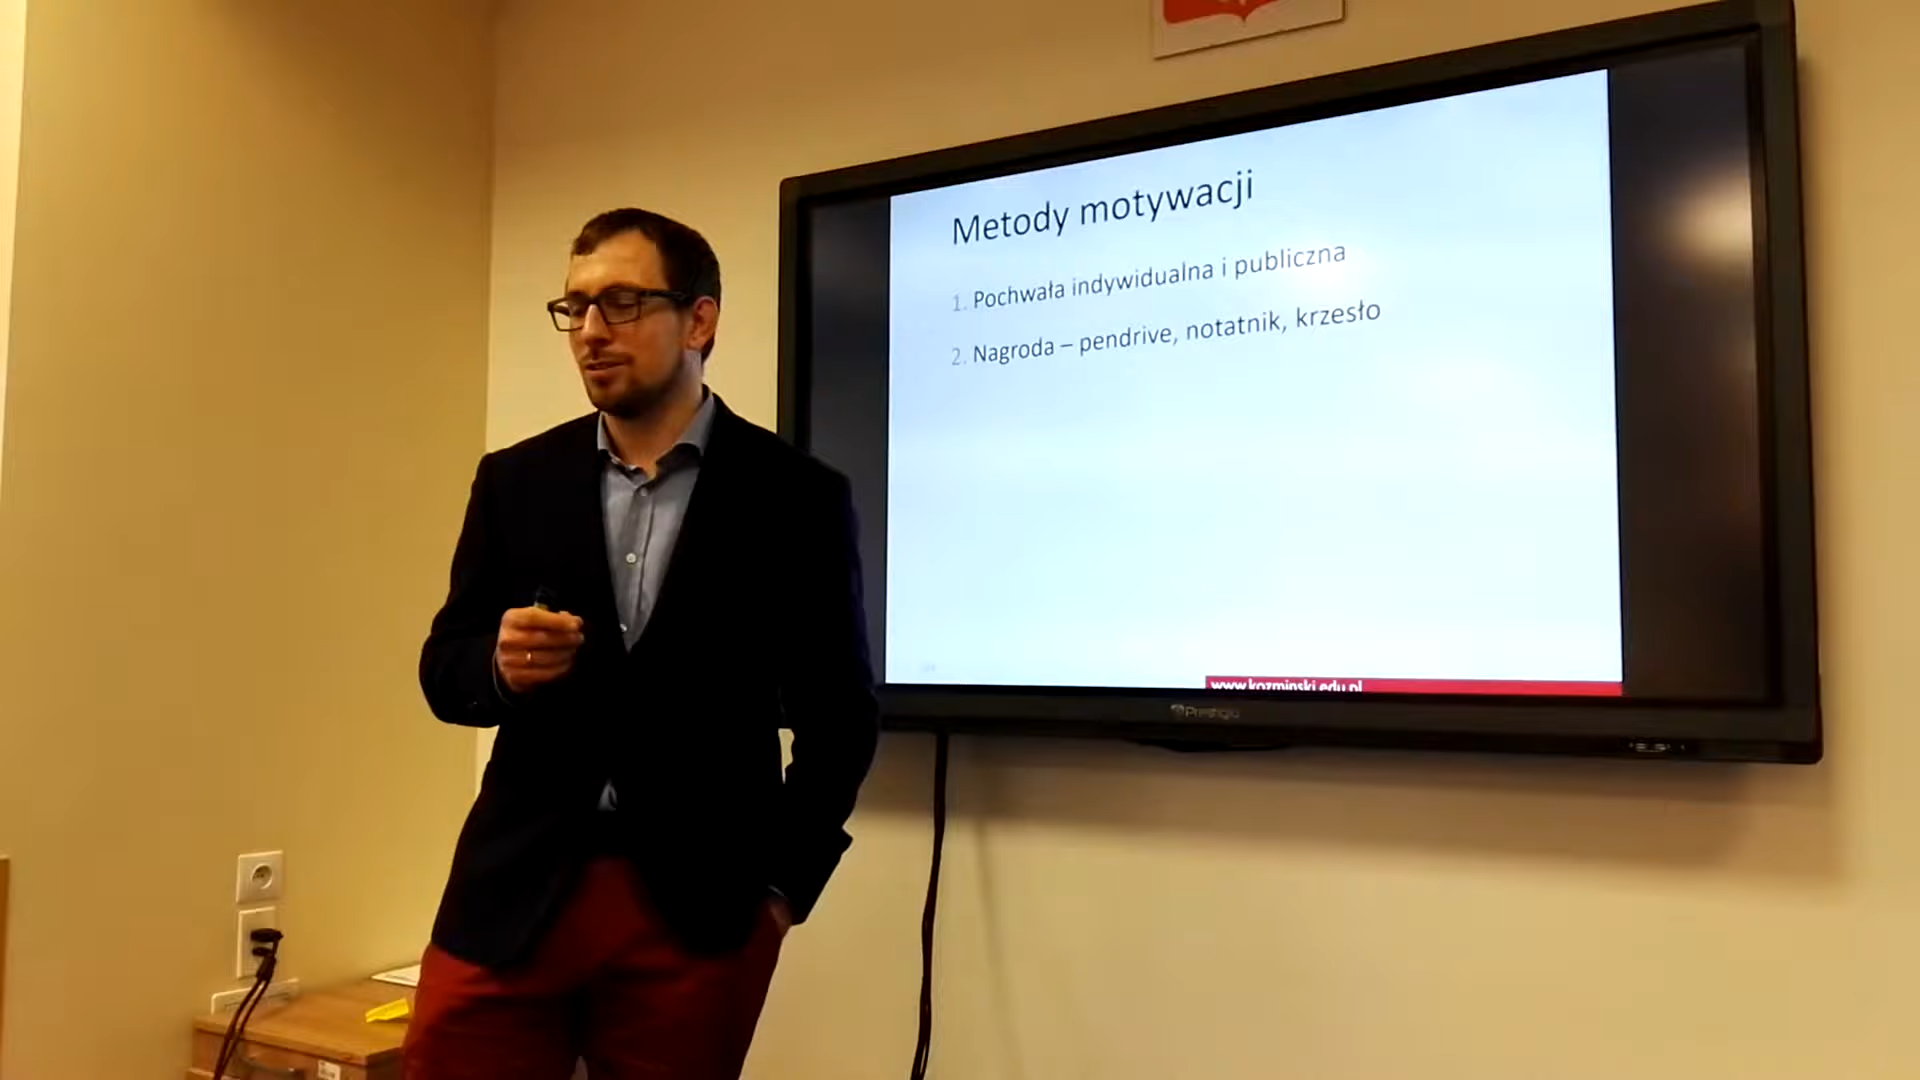 Metody motywacji
1. Pochwała indywidualna i publiczna
2. Nagroda – pendrive, notatnik, krzesło
www.kozminski.edu.pl
Prestigio